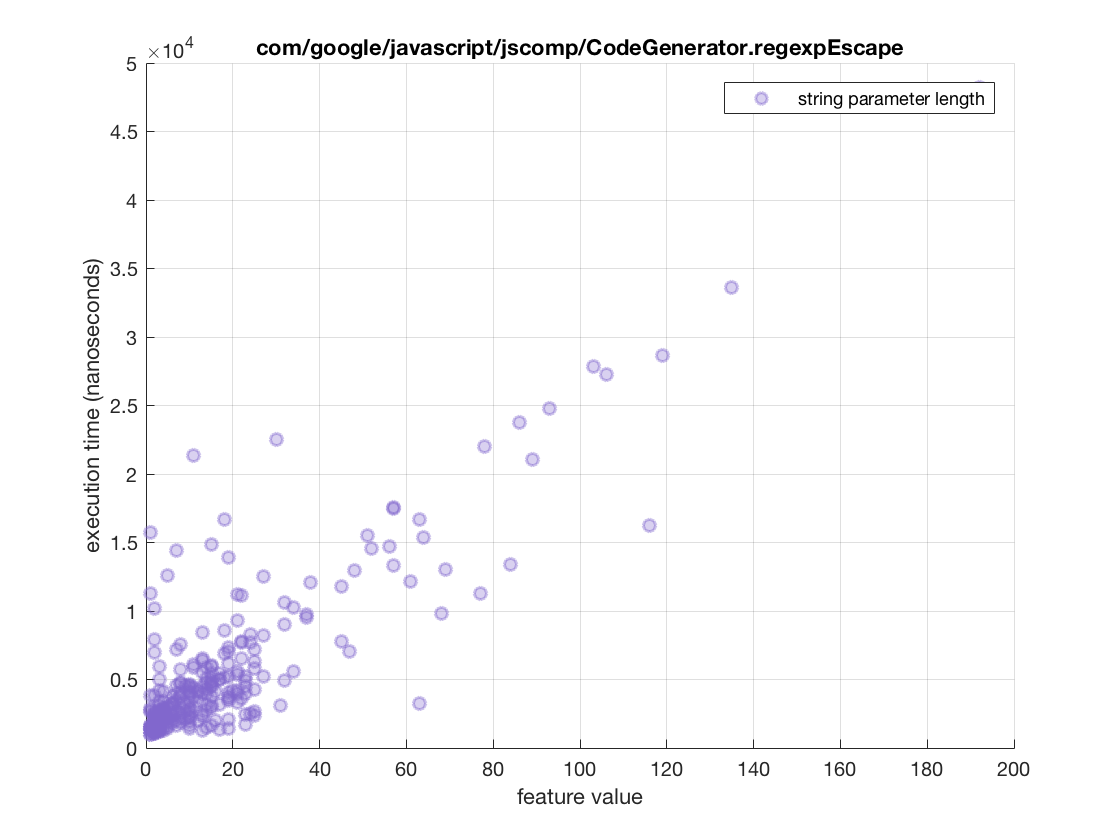 com/google/javascript/jscomp/CodeGenerator.regexpEscape
×10⁴
string parameter length
5
4.5
4
3.5
3
2.5
2
1.5
1
0.5
0
execution time (nanoseconds)
0 20 40 60 80 100 120 140 160 180 200
feature value